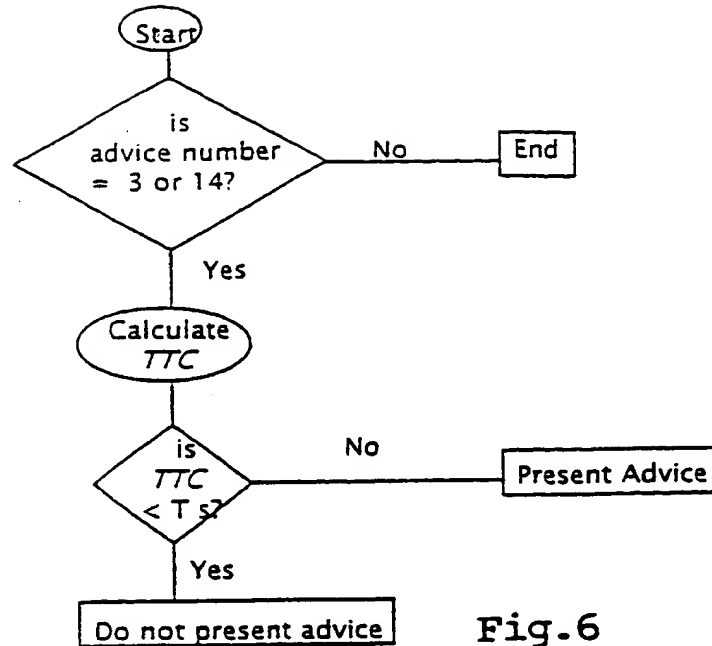 Start
is
advice number
= 3 or 14?
No
End
Yes
Calculate
TTC
is
TTC
< T s?
No
Present Advice
Yes
Do not present advice
Fig.6